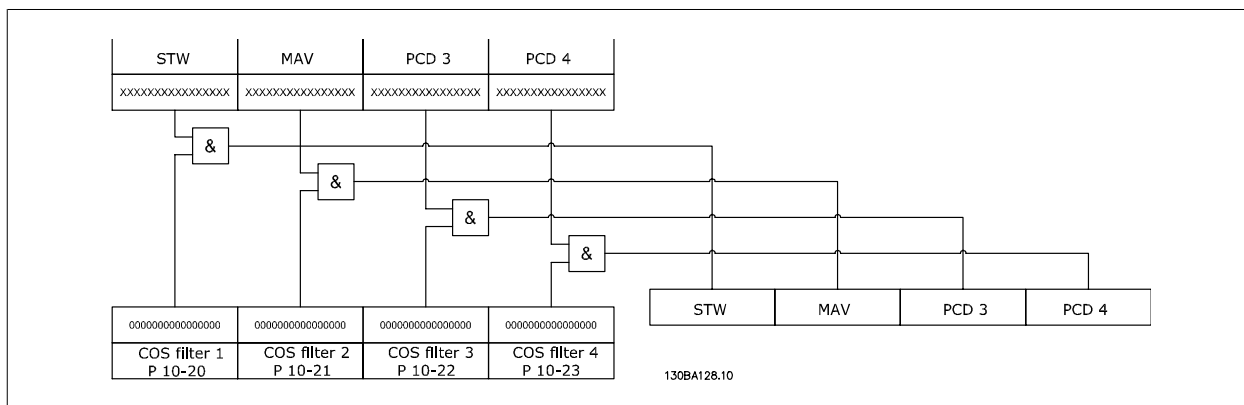 STW MAV PCD 3 PCD 4
XXXXXXXXXXXXXXXX XXXXXXXXXXXXXXXX XXXXXXXXXXXXXXXX XXXXXXXXXXXXXXXX
&
&
&
&
STW MAV PCD 3 PCD 4
0000000000000000 0000000000000000 0000000000000000 0000000000000000
COS filter 1 COS filter 2 COS filter 3 COS filter 4
P 10-20 P 10-21 P 10-22 P 10-23
130BA128.10